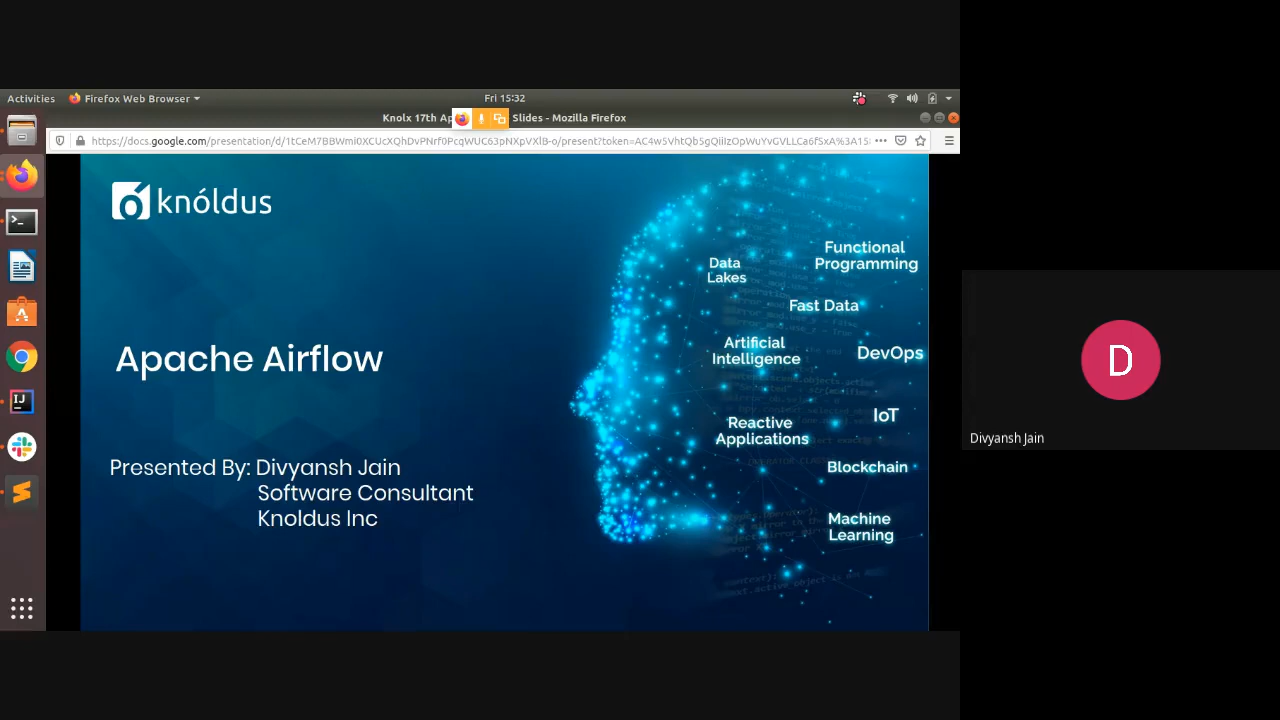 Activities
Firefox Web Browser
Fri 15:32
Knolx 17th Ap
Slides - Mozilla Firefox
knóldus
Functional
Programming
Data
Lakes
Fast Data
Artificial
Intelligence
DevOps
Apache Airflow
IoT
Reactive
Applications
Blockchain
Presented By: Divyansh Jain
Software Consultant
Knoldus Inc
Machine
Learning
D
Divyansh Jain